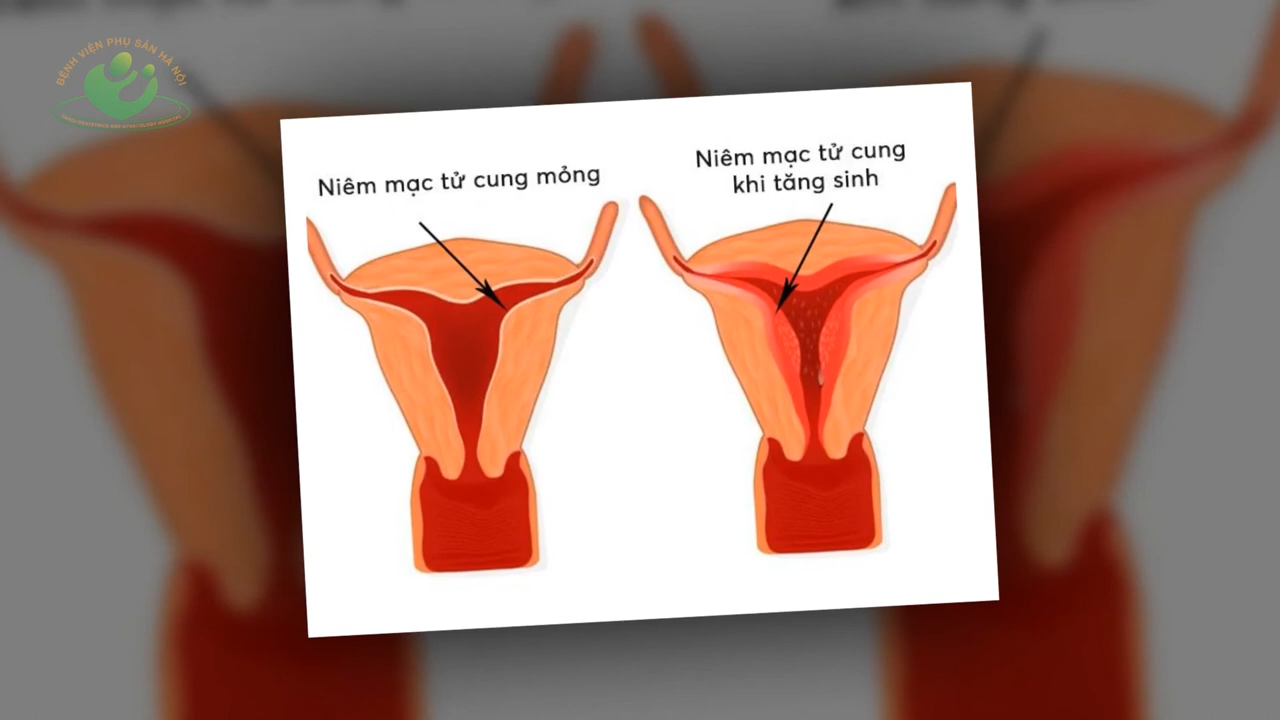 BỆNH VIỆN PHỤ SẢN HÀ NỘI
Niêm mạc tử cung mỏng
Niêm mạc tử cung
khi tăng sinh